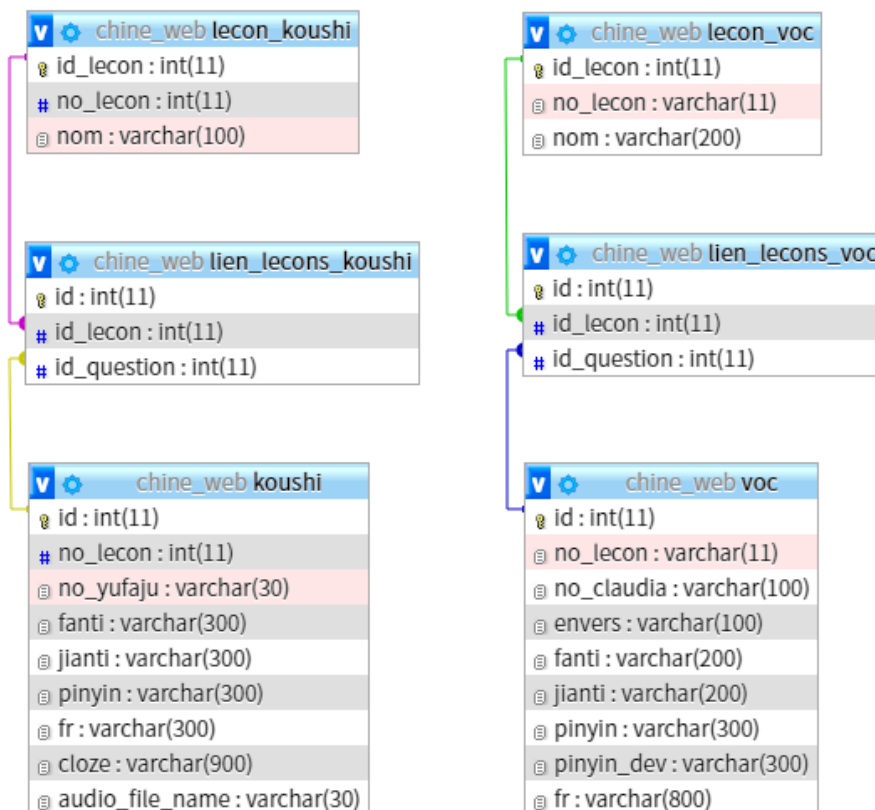 chine_web lecon_koushi
id_lecon : int(11)
no_lecon : int(11)
nom : varchar(100)
chine_web lien_lecons_koushi
id : int(11)
id_lecon : int(11)
id_question : int(11)
chine_web koushi
id : int(11)
no_lecon : int(11)
no_yufaju : varchar(30)
fanti : varchar(300)
jianti : varchar(300)
pinyin : varchar(300)
fr : varchar(300)
cloze : varchar(900)
audio_file_name : varchar(30)
chine_web lecon_voc
id_lecon : int(11)
no_lecon : varchar(11)
nom : varchar(200)
chine_web lien_lecons_voc
id : int(11)
id_lecon : int(11)
id_question : int(11)
chine_web voc
id : int(11)
no_lecon : varchar(11)
no_claudia : varchar(100)
envers : varchar(100)
fanti : varchar(200)
jianti : varchar(200)
pinyin : varchar(300)
pinyin_dev : varchar(300)
fr : varchar(800)